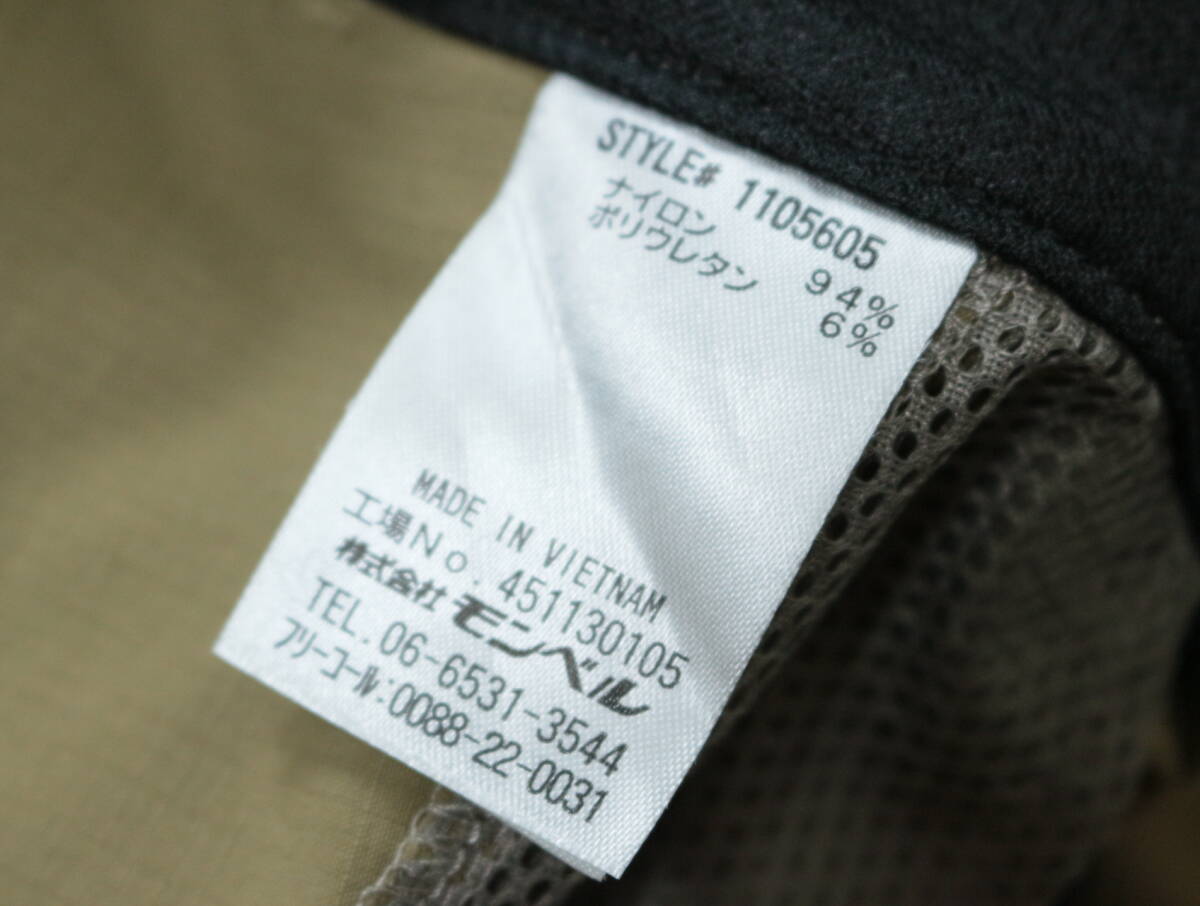 STYLE# 1105605
ナイロン 94%
ポリウレタン 6%
MADE IN VIETNAM
工場No. 451130105
株式会社 モンベル
TEL. 06-6531-3544
フリーコール:0088-22-0031